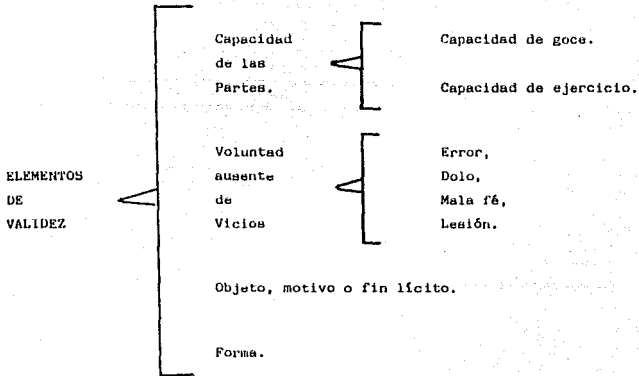 ELEMENTOS
DE
VALIDEZ
Capacidad
de las
Partes.
Capacidad de goce.
Capacidad de ejercicio.
Voluntad
ausente
de
Vicios
Error,
Dolo,
Mala fé,
Lesión.
Objeto, motivo o fin lícito.
Forma.